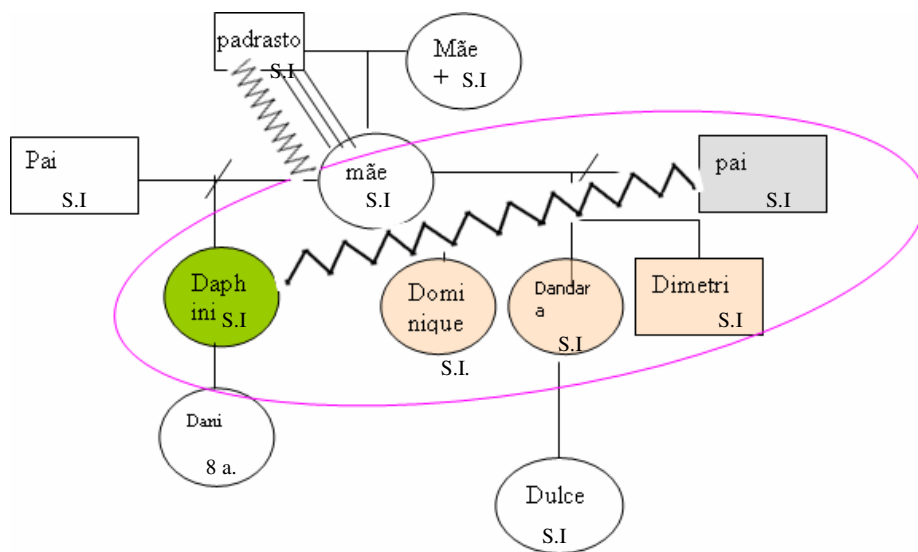 padrasto
S.I
Mãe
+ S.I
Pai
S.I
mãe
S.I
pai
S.I
Daph
ini
S.I
Domi
nique
S.I.
Dandar
a
S.I
Dimetri
S.I
Dani
8 a.
Dulce
S.I